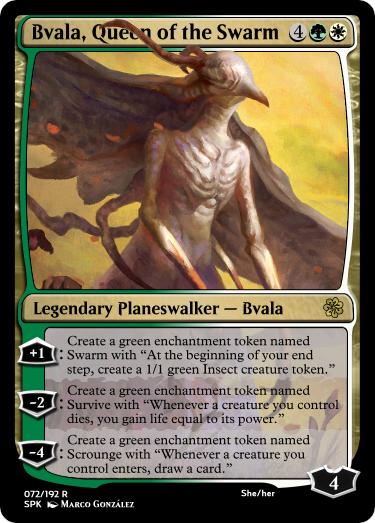 Bvala, Queen of the Swarm 4
Legendary Planeswalker — Bvala
+1: Create a green enchantment token named
Swarm with “At the beginning of your end
step, create a 1/1 green Insect creature token.”
-2: Create a green enchantment token named
Survive with “Whenever a creature you control
dies, you gain life equal to its power.”
-4: Create a green enchantment token named
Scrounge with “Whenever a creature you
control enters, draw a card.”
4
072/192 R
SPK Marco González
She/her